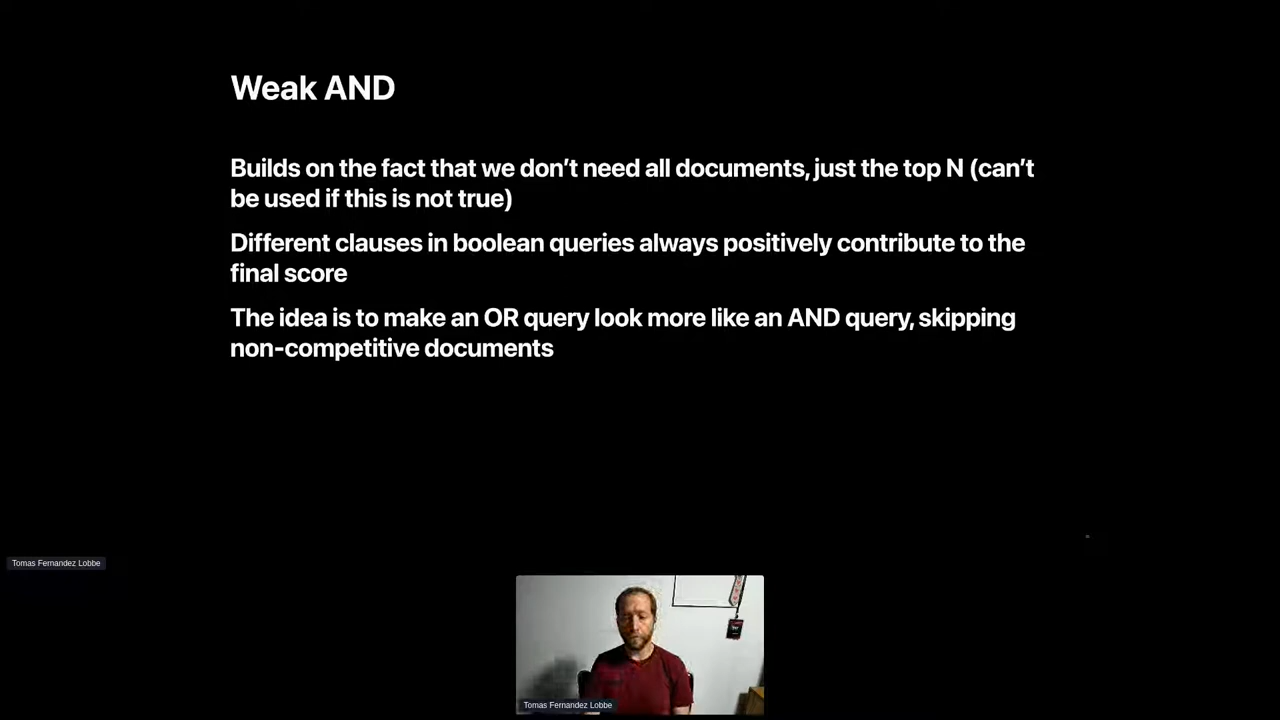 Weak AND
Builds on the fact that we don’t need all documents, just the top N (can’t
be used if this is not true)
Different clauses in boolean queries always positively contribute to the
final score
The idea is to make an OR query look more like an AND query, skipping
non-competitive documents
Tomas Fernandez Lobbe
Tomas Fernandez Lobbe